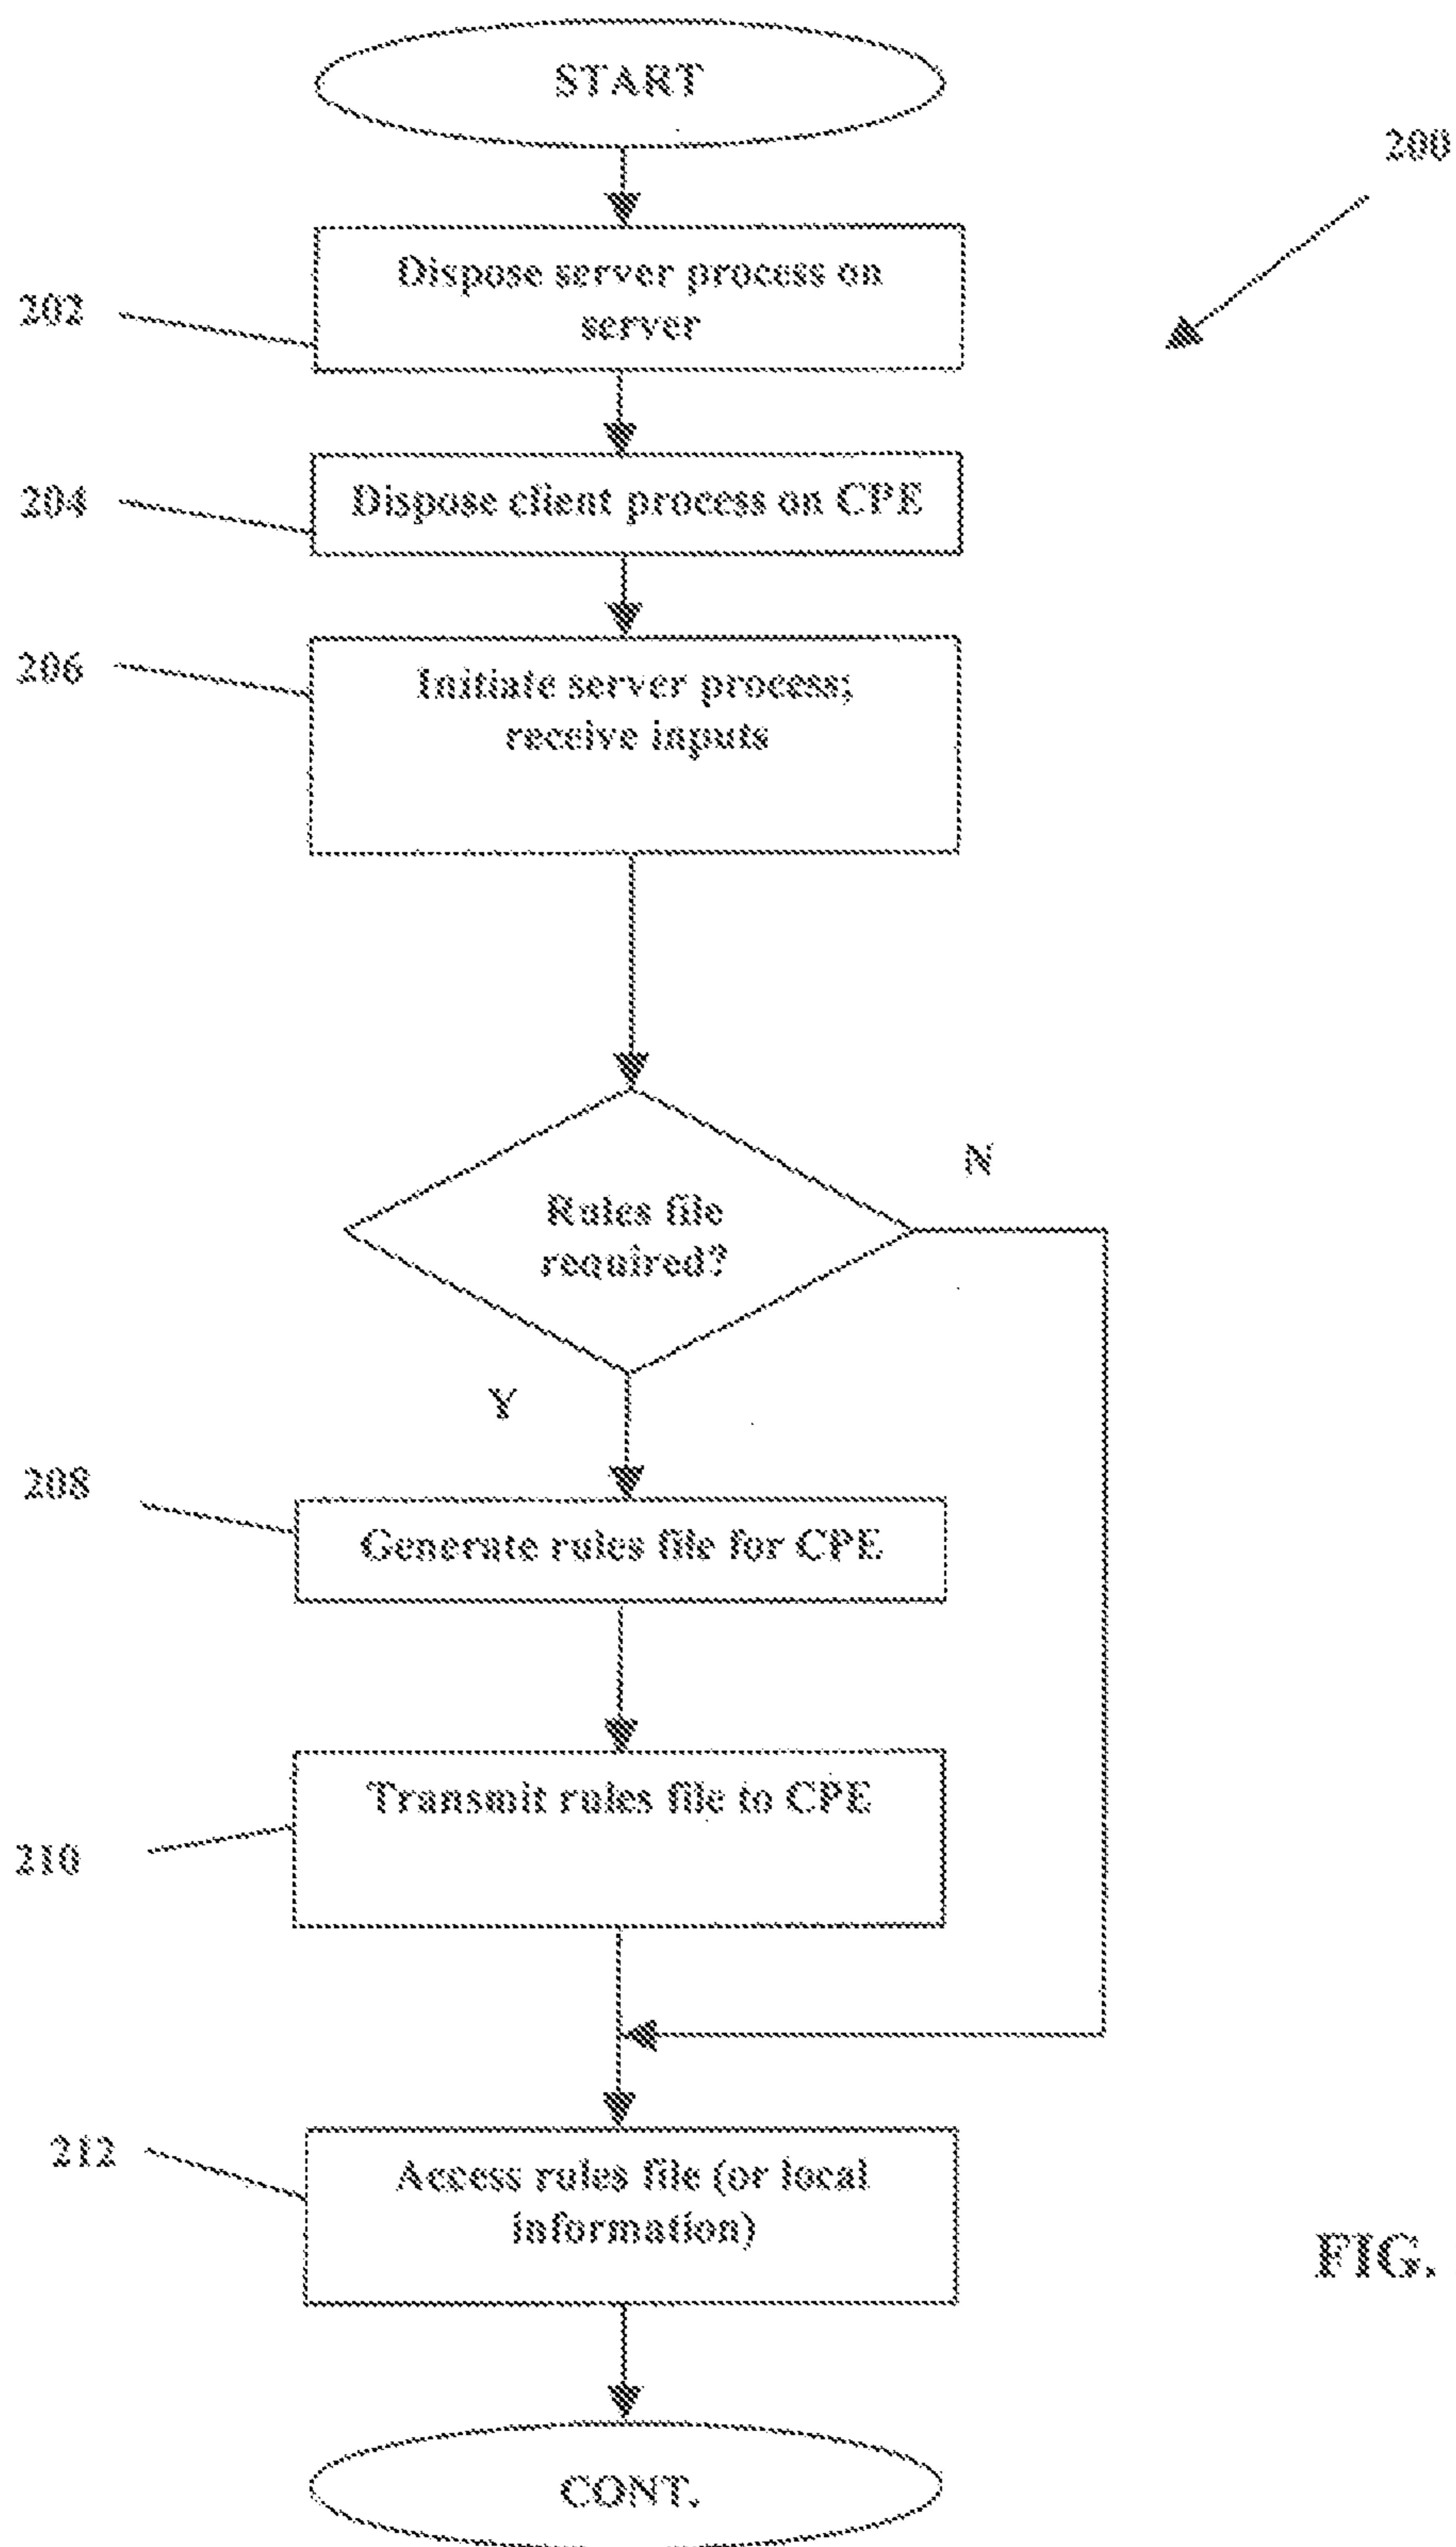 START
200
202
Dispose server process on
server
204
Dispose client process on CPE
206
Initiate server process;
receive inputs
N
Rules file
required?
Y
208
Generate rules file for CPE
Transmit rules file to CPE
210
212
Access rules file (or local
information)
FIG.
CONT.